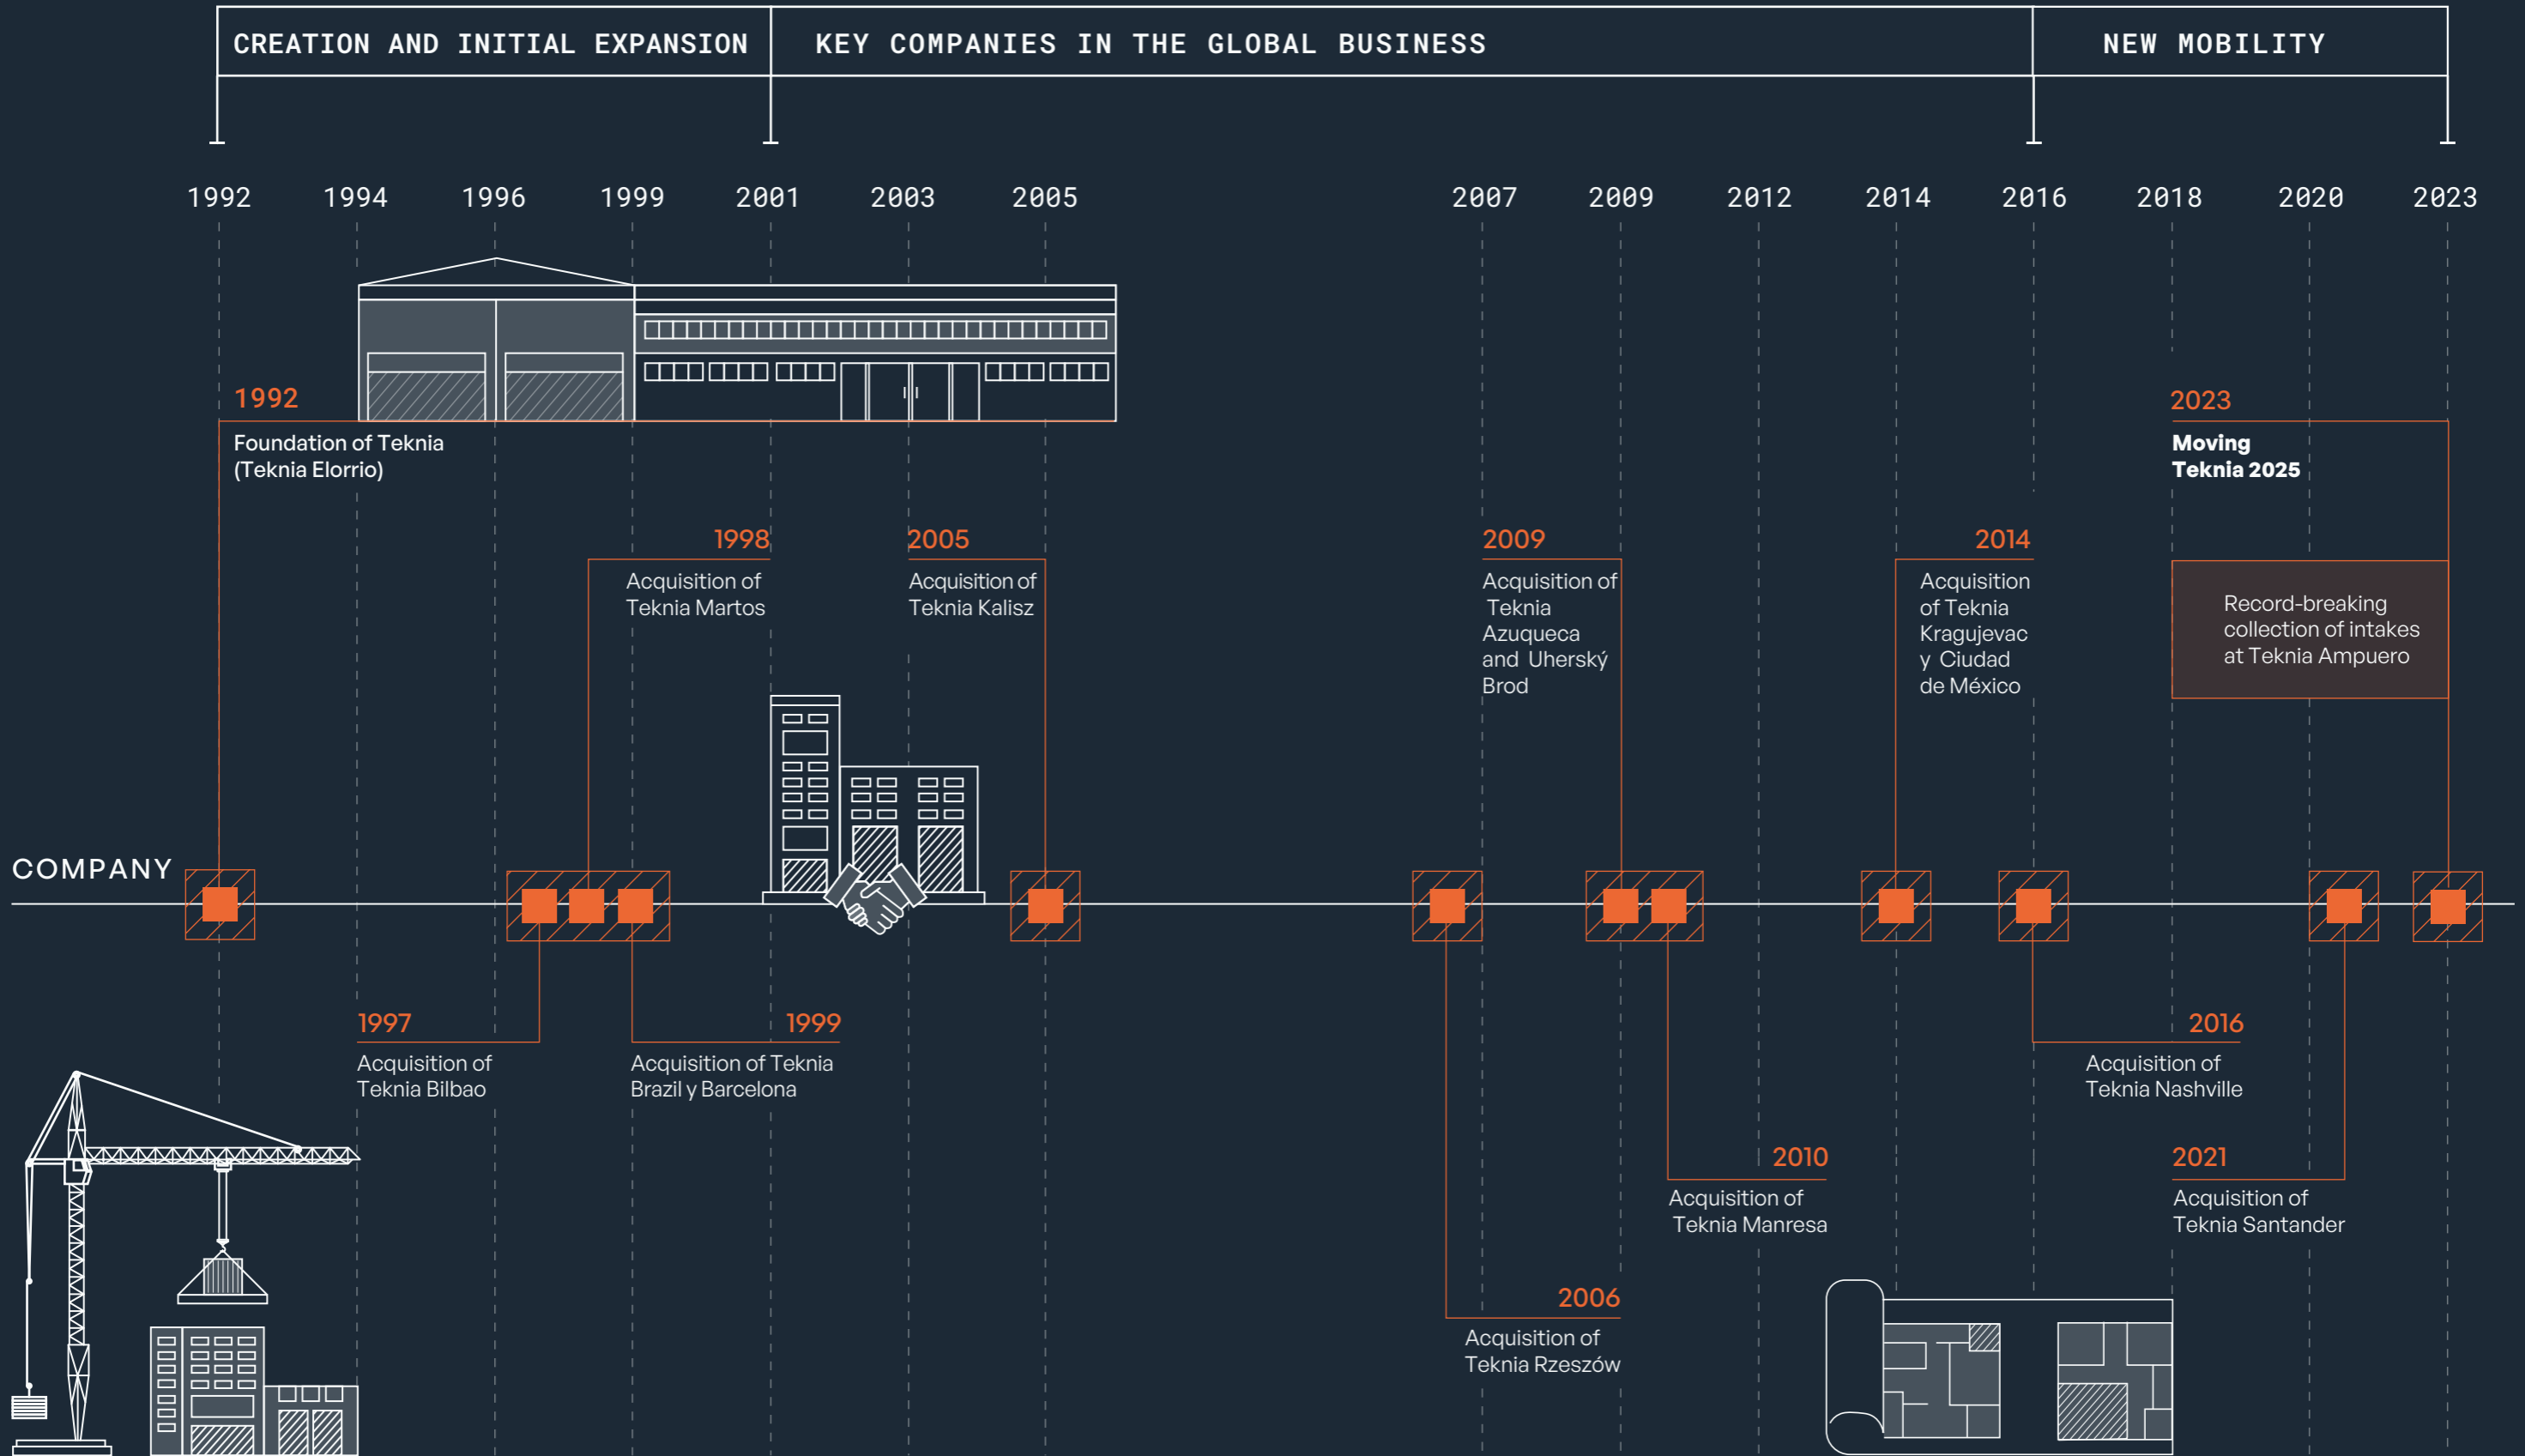 CREATION AND INITIAL EXPANSION
KEY COMPANIES IN THE GLOBAL BUSINESS
NEW MOBILITY
1992 1994 1996 1999 2001 2003 2005 2007 2009 2012 2014 2016 2018 2020 2023
1992
Foundation of Teknia
(Teknia Elorrio)
2023
Moving
Teknia 2025
1998
Acquisition of
Teknia Martos
2005
Acquisition of
Teknia Kalisz
2009
Acquisition of
Teknia
Azuqueca
and Uherský
Brod
2014
Acquisition
of Teknia
Kragujevac
y Ciudad
de México
Record-breaking
collection of intakes
at Teknia Ampuero
COMPANY
1997
Acquisition of
Teknia Bilbao
1999
Acquisition of Teknia
Brazil y Barcelona
2016
Acquisition of
Teknia Nashville
2010
Acquisition of
Teknia Manresa
2021
Acquisition of
Teknia Santander
2006
Acquisition of
Teknia Rzeszów